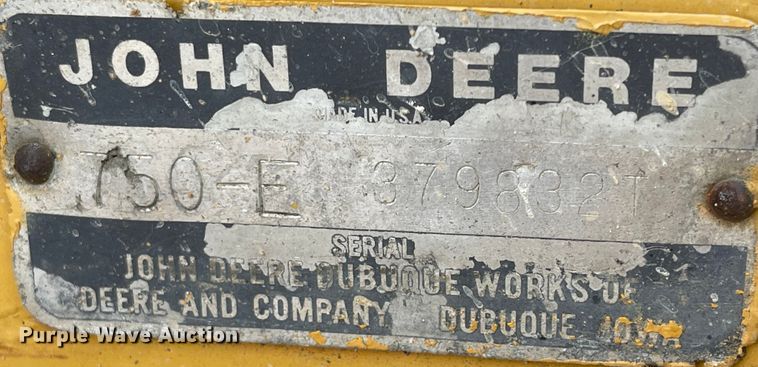 JOHN DEERE
MADE IN U.S.A.
750-E 379832T
SERIAL
JOHN DEERE DUBUQUE WORKS OF
DEERE AND COMPANY DUBUQUE IOWA
Purple Wave Auction